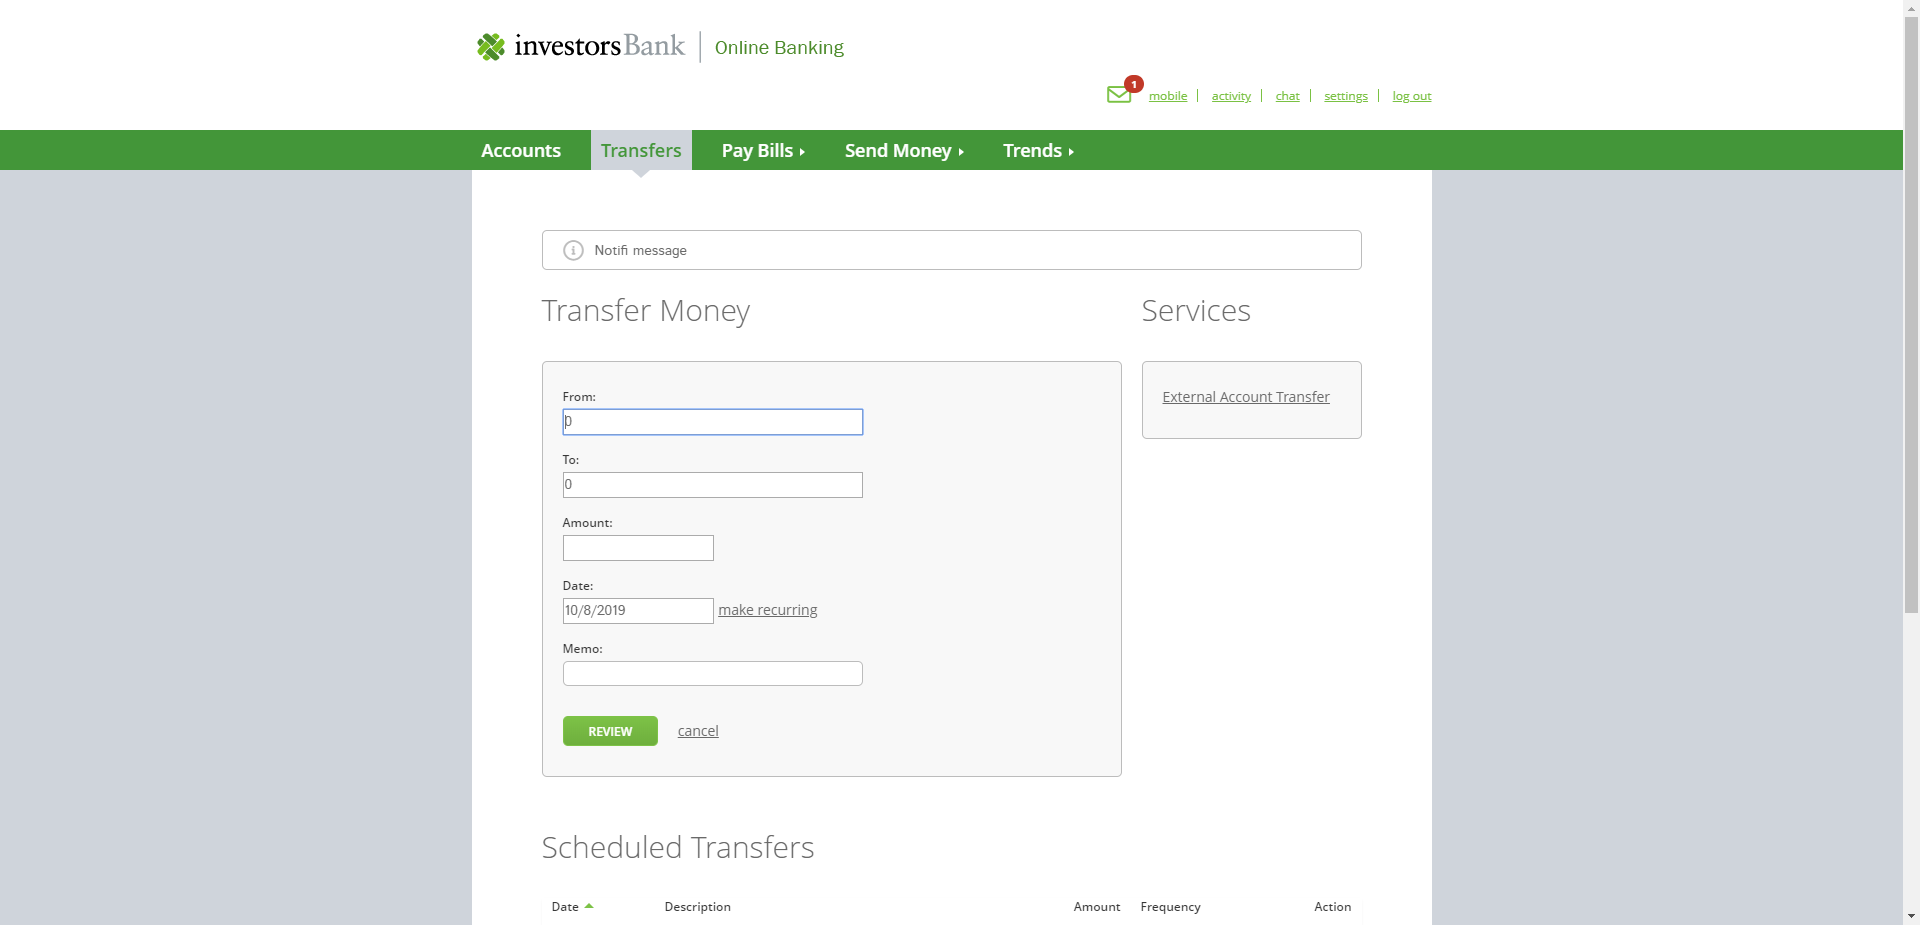 investorsBank Online Banking
1
mobile activity chat settings log out
Accounts Transfers Pay Bills Send Money Trends
Notifi message
Transfer Money
Services
From:
0
To:
0
Amount:
Date:
10/8/2019 make recurring
Memo:
REVIEW cancel
External Account Transfer
Scheduled Transfers
Date Description Amount Frequency Action